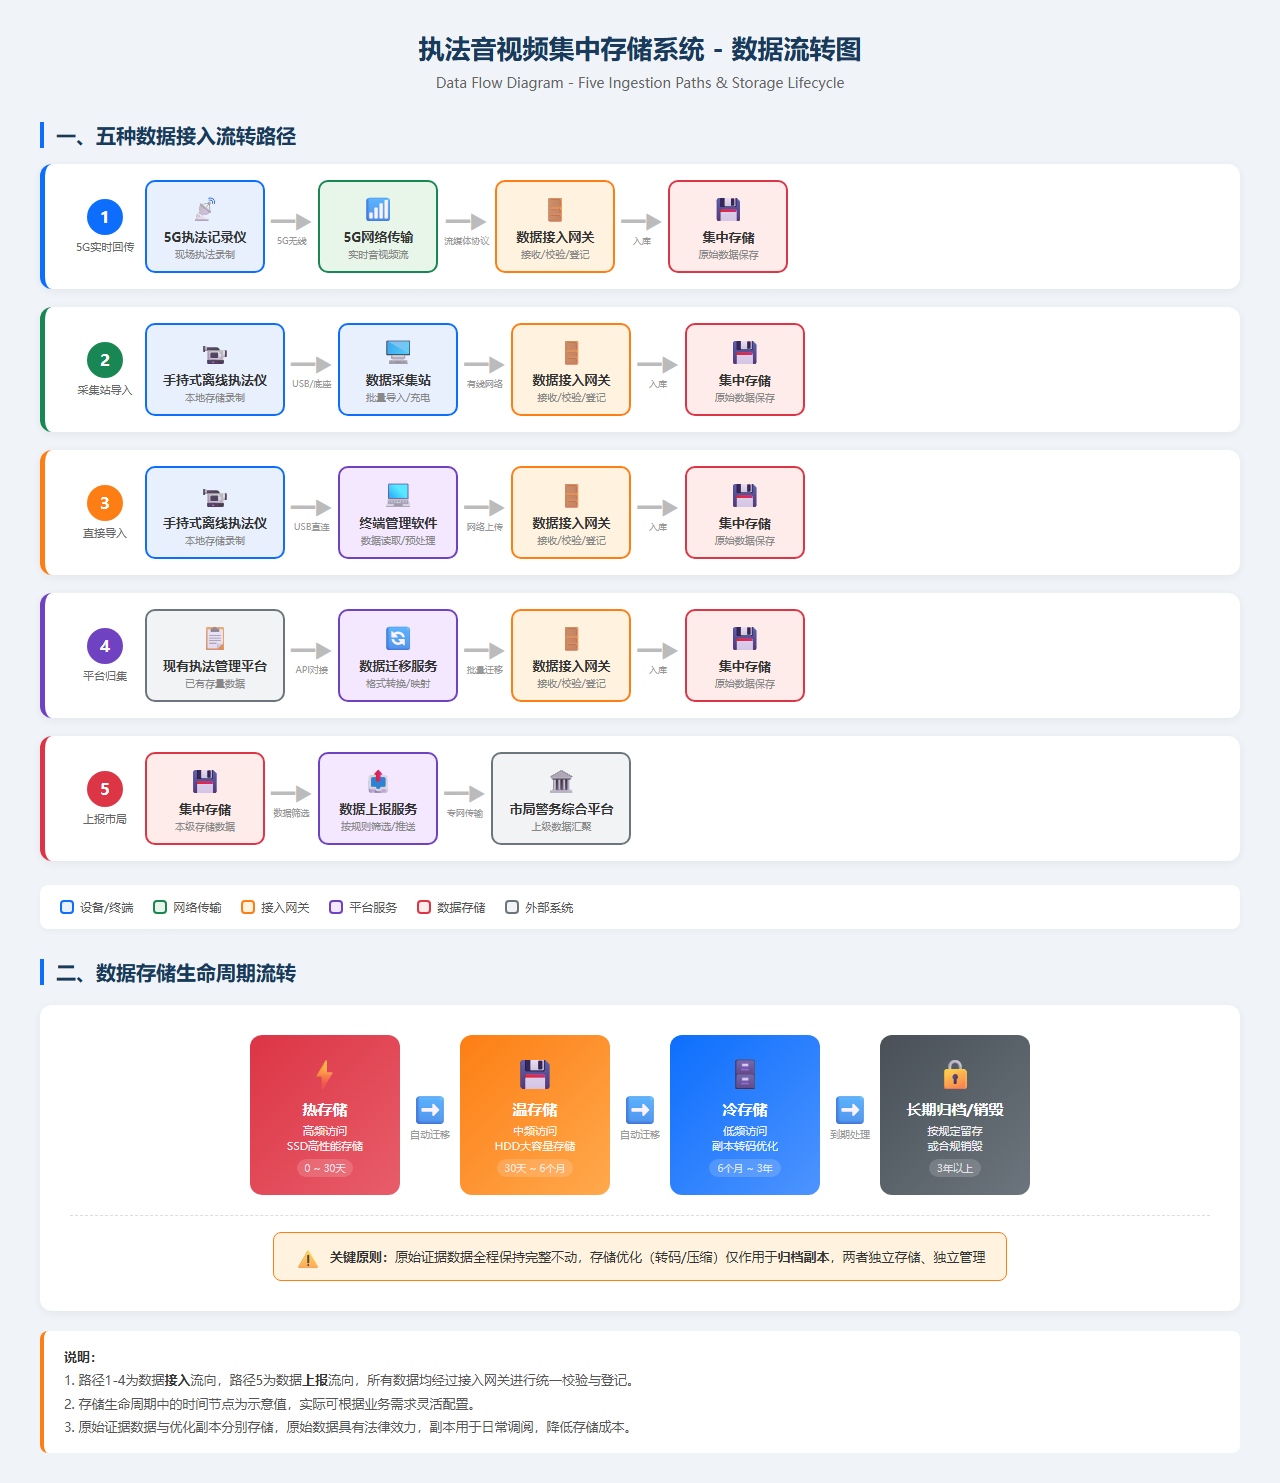 执法音视频集中存储系统 - 数据流转图
Data Flow Diagram - Five Ingestion Paths & Storage Lifecycle
一、五种数据接入流转路径
1
5G实时回传
5G执法记录仪
现场执法录制
5G无线
5G网络传输
实时音视频流
流媒体协议
数据接入网关
接收/校验/登记
入库
集中存储
原始数据保存
2
采集站导入
手持式离线执法仪
本地存储录制
USB/底座
数据采集站
批量导入/充电
有线网络
数据接入网关
接收/校验/登记
入库
集中存储
原始数据保存
3
直接导入
手持式离线执法仪
本地存储录制
USB直连
终端管理软件
数据读取/预处理
网络上传
数据接入网关
接收/校验/登记
入库
集中存储
原始数据保存
4
平台归集
现有执法管理平台
已有存量数据
API对接
数据迁移服务
格式转换/映射
批量迁移
数据接入网关
接收/校验/登记
入库
集中存储
原始数据保存
5
上报市局
集中存储
本级存储数据
数据筛选
数据上报服务
按规则筛选/推送
专网传输
市局警务综合平台
上级数据汇聚
设备/终端
网络传输
接入网关
平台服务
数据存储
外部系统
二、数据存储生命周期流转
热存储
高频访问
SSD高性能存储
0 ~ 30天
自动迁移
温存储
中频访问
HDD大容量存储
30天 ~ 6个月
自动迁移
冷存储
低频访问
副本转码优化
6个月 ~ 3年
到期处理
长期归档/销毁
按规定留存
或合规销毁
3年以上
关键原则：原始证据数据全程保持完整不动，存储优化（转码/压缩）仅作用于归档副本，两者独立存储、独立管理
说明：
1. 路径1-4为数据接入流向，路径5为数据上报流向，所有数据均经过接入网关进行统一校验与登记。
2. 存储生命周期中的时间节点为示意值，实际可根据业务需求灵活配置。
3. 原始证据数据与优化副本分别存储，原始数据具有法律效力，副本用于日常调阅，降低存储成本。